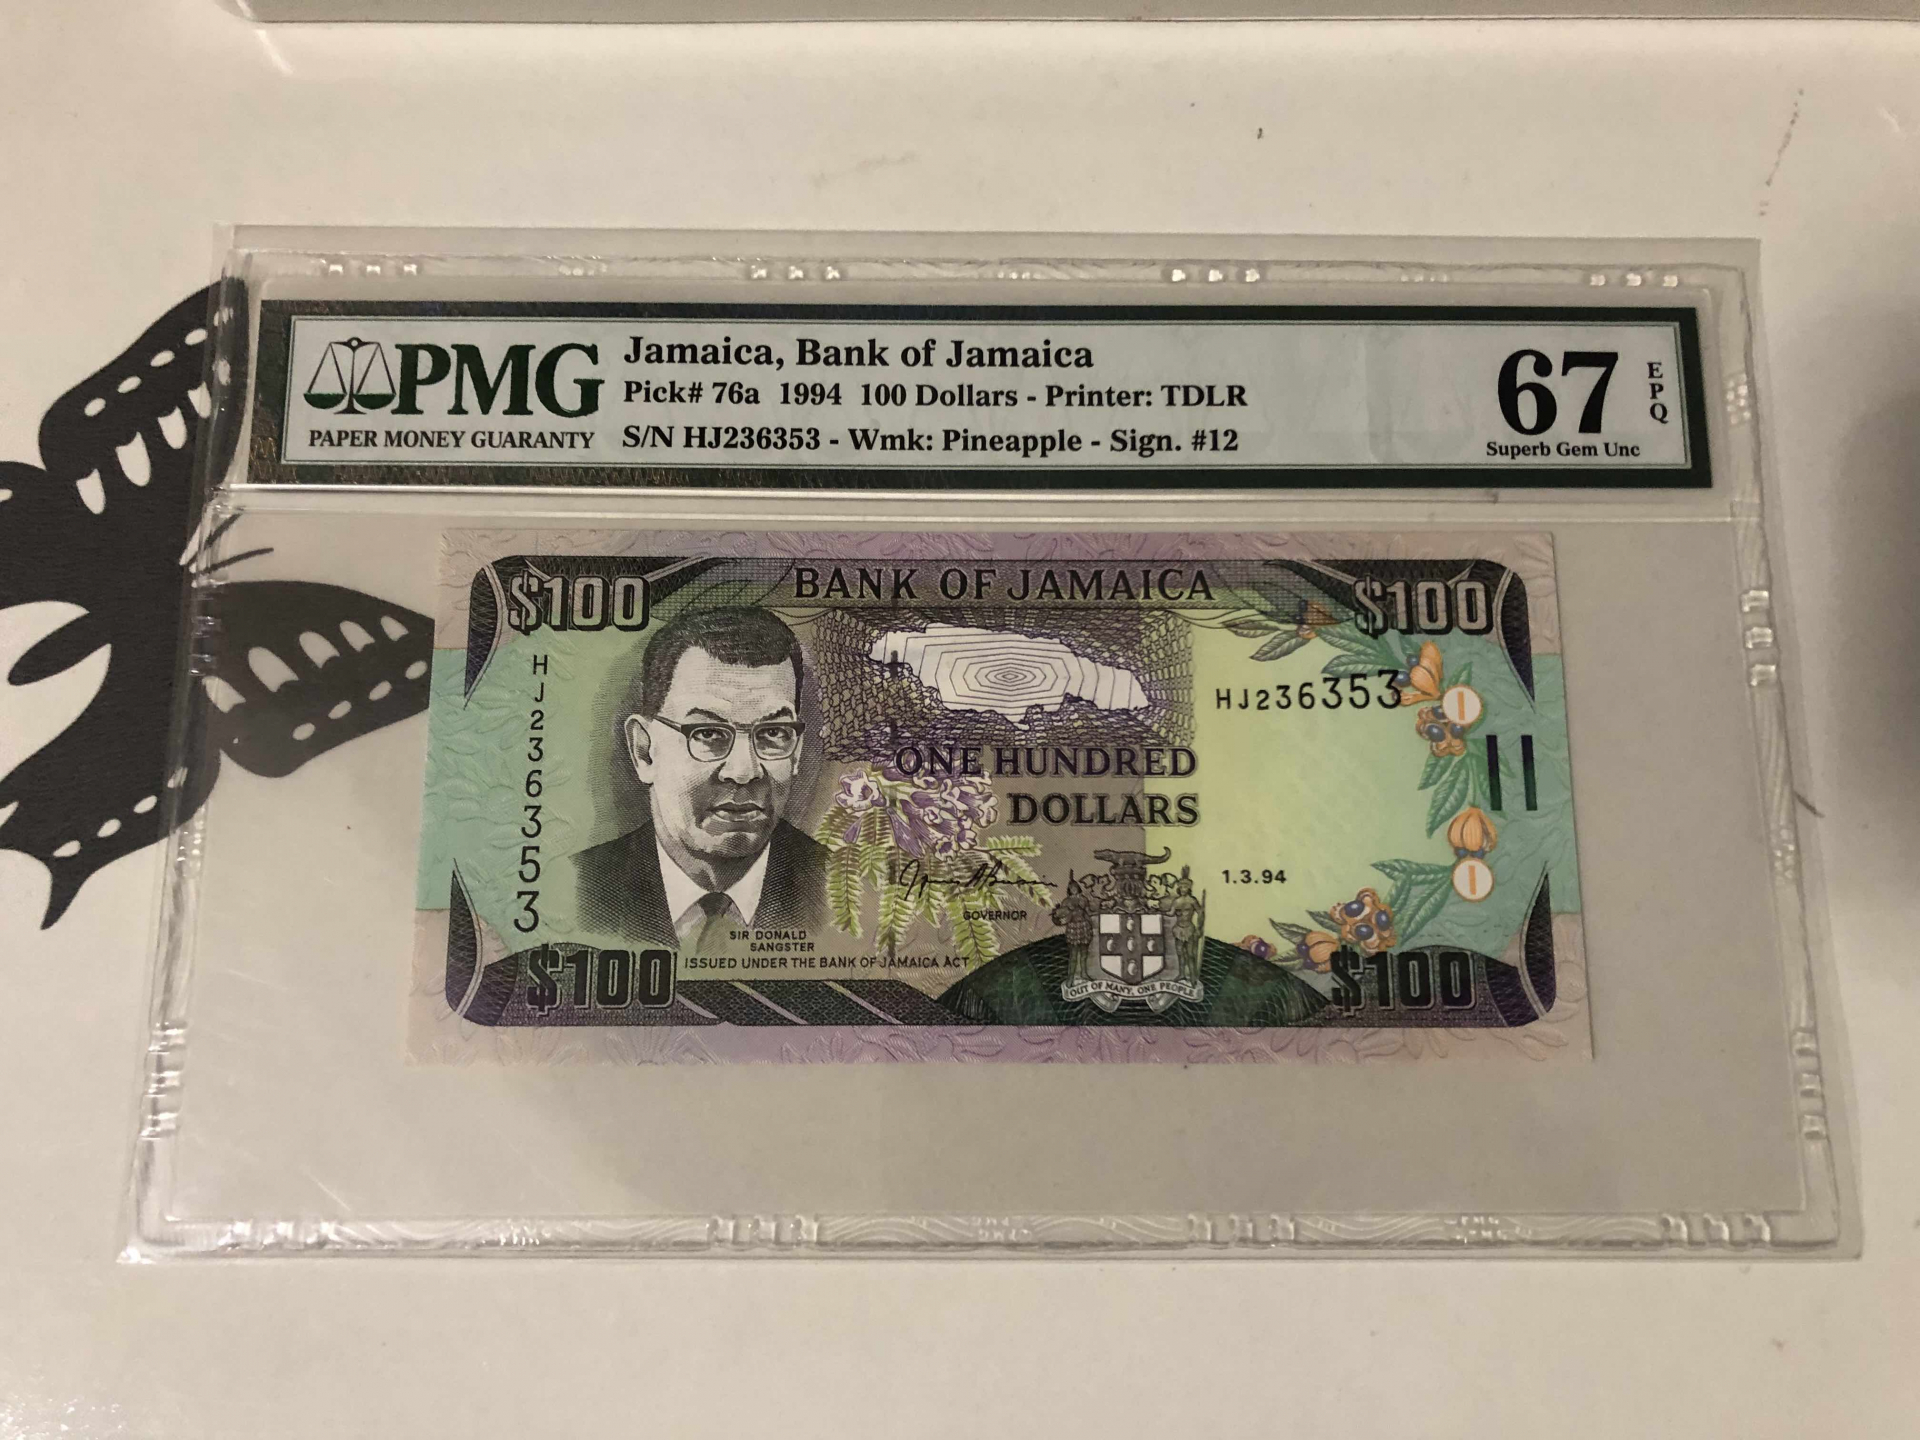 PMG
PAPER MONEY GUARANTY
Jamaica, Bank of Jamaica
Pick# 76a 1994 100 Dollars - Printer: TDLR
S/N HJ236353 - Wmk: Pineapple - Sign. #12
67
EPQ
Superb Gem Unc
BANK OF JAMAICA
$100
$100
HJ236353
HJ236353
ONE HUNDRED
DOLLARS
1.3.94
GOVERNOR
SIR DONALD
SANGSTER
ISSUED UNDER THE BANK OF JAMAICA ACT
OUT OF MANY, ONE PEOPLE
$100
$100